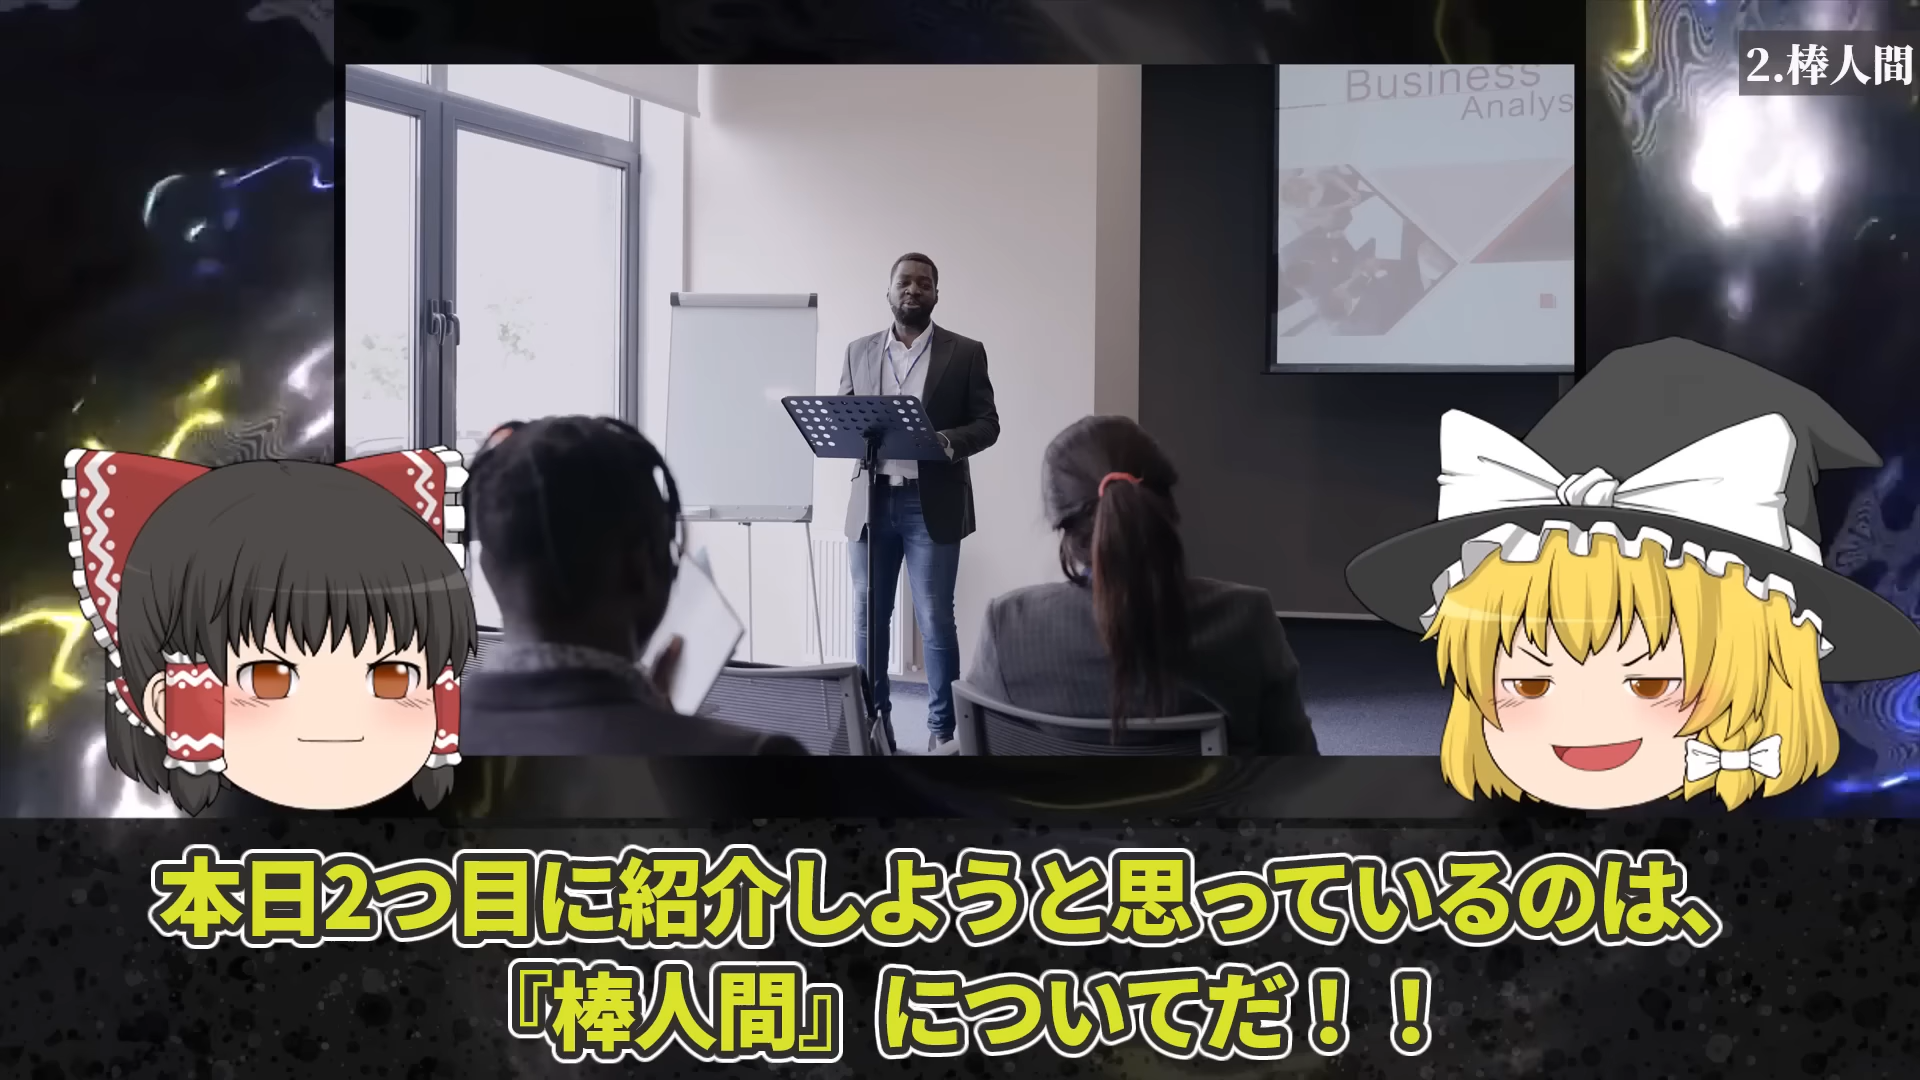 2.棒人間
Business
Analys
本日2つ目に紹介しようと思っているのは、
『棒人間』についてだ！！